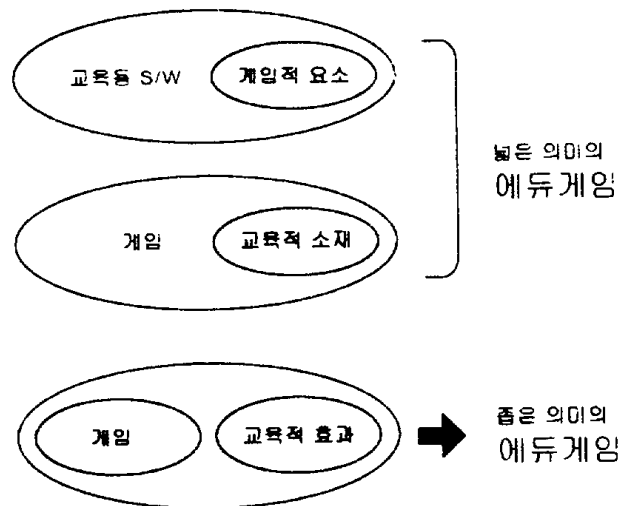 교육용 S/W
게임적 요소
넓은 의미의
에듀게임
게임
교육적 소재
게임
교육적 효과
좁은 의미의
에듀게임